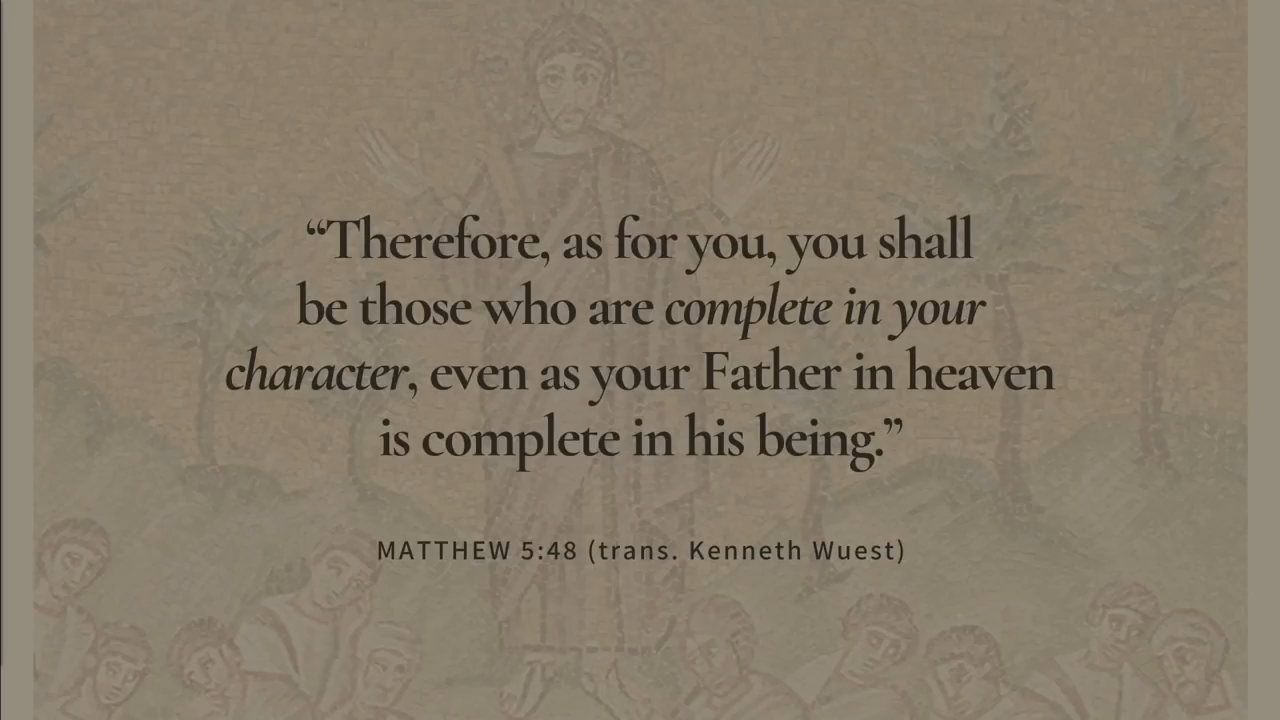 “Therefore, as for you, you shall
be those who are complete in your
character, even as your Father in heaven
is complete in his being.”
MATTHEW 5:48 (trans. Kenneth Wuest)